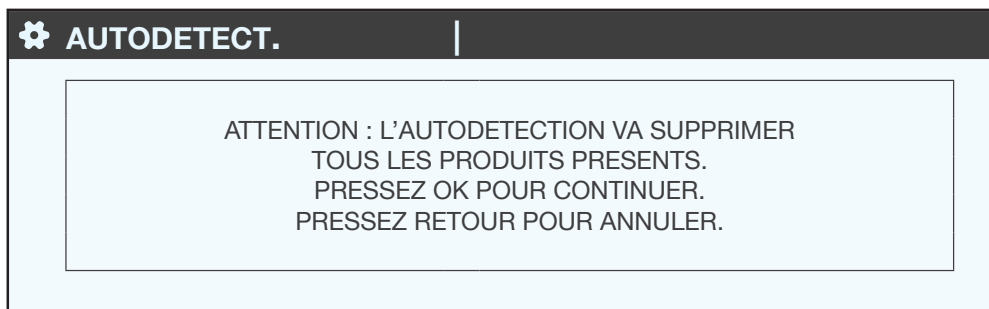 AUTODETECT.
ATTENTION : L’AUTODETECTION VA SUPPRIMER
TOUS LES PRODUITS PRESENTS.
PRESSEZ OK POUR CONTINUER.
PRESSEZ RETOUR POUR ANNULER.